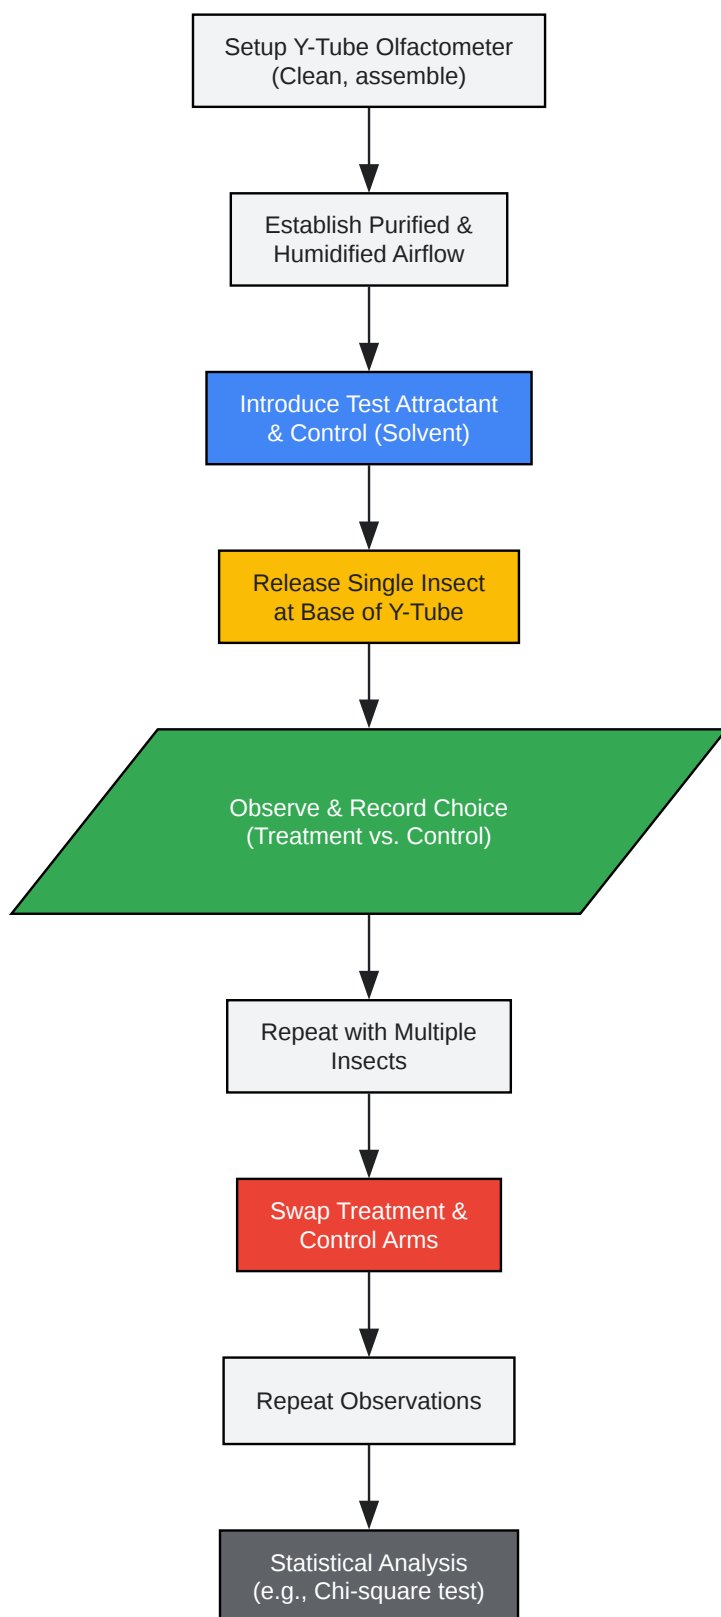 Setup Y-Tube Olfactometer
(Clean, assemble)
Establish Purified &
Humidified Airflow
Introduce Test Attractant
& Control (Solvent)
Release Single Insect
at Base of Y-Tube
Observe & Record Choice
(Treatment vs. Control)
Repeat with Multiple
Insects
Swap Treatment &
Control Arms
Repeat Observations
Statistical Analysis
(e.g., Chi-square test)